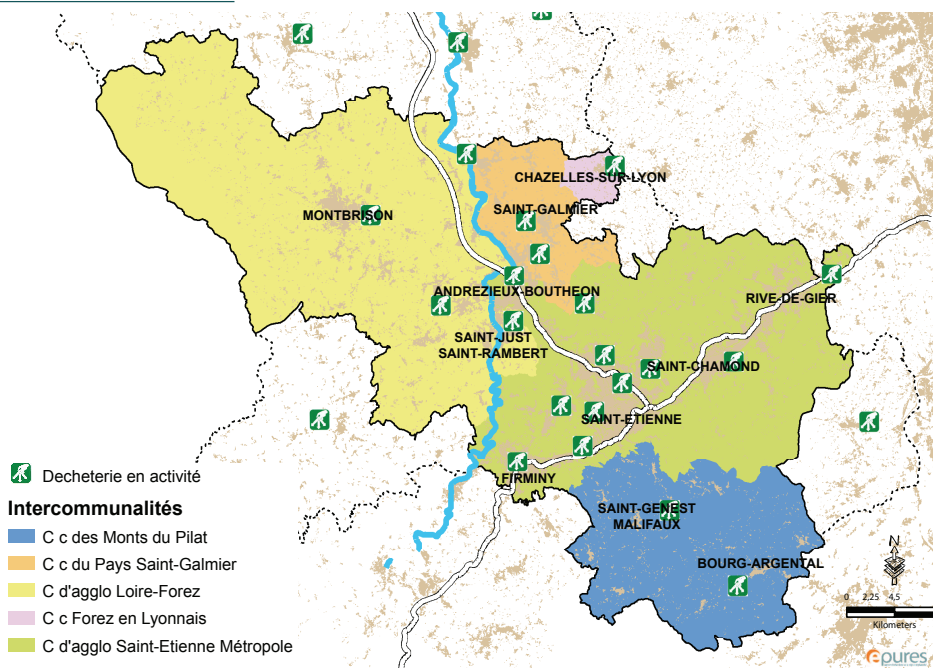 CHAZELLES-SUR-LYON
SAINT-GALMIER
MONTBRISON
ANDREZIEUX-BOUTHEON
RIVE-DE-GIER
SAINT-JUST
SAINT-RAMBERT
SAINT-CHAMOND
SAINT-ETIENNE
FIRMINY
SAINT-GENEST
MALIFAUX
BOURG-ARGENTAL
Decheterie en activité
Intercommunalités
C c des Monts du Pilat
C c du Pays Saint-Galmier
C d'agglo Loire-Forez
C c Forez en Lyonnais
C d'agglo Saint-Etienne Métropole
N
0 2,25 4,5
Kilometers
epures